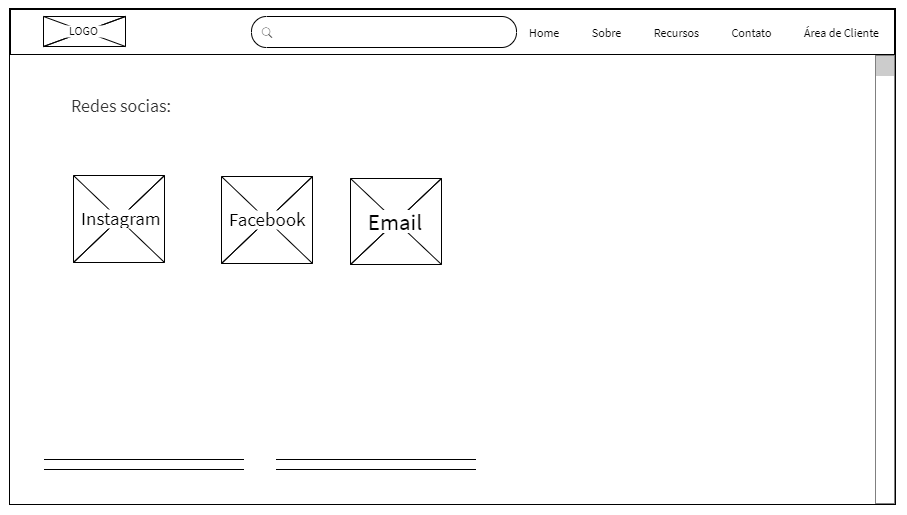 LOGO
Home Sobre Recursos Contato Área de Cliente
Redes socias:
Instagram Facebook Email